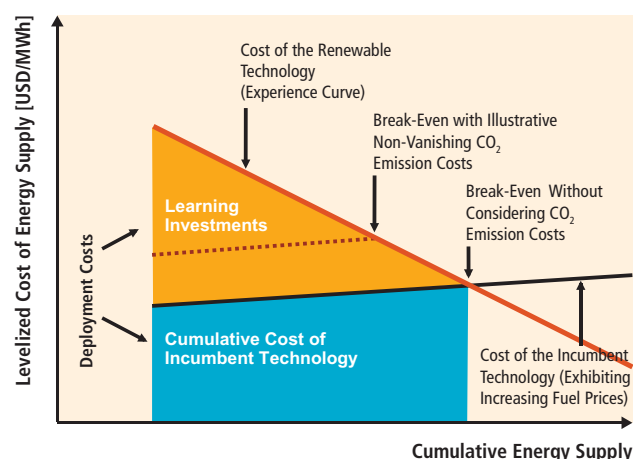 Levelized Cost of Energy Supply [USD/MWh]
Cost of the Renewable
Technology
(Experience Curve)
Break-Even with Illustrative
Non-Vanishing CO₂
Emission Costs
Break-Even Without
Considering CO₂
Emission Costs
Learning
Investments
Deployment Costs
Cumulative Cost of
Incumbent Technology
Cost of the Incumbent
Technology (Exhibiting
Increasing Fuel Prices)
Cumulative Energy Supply